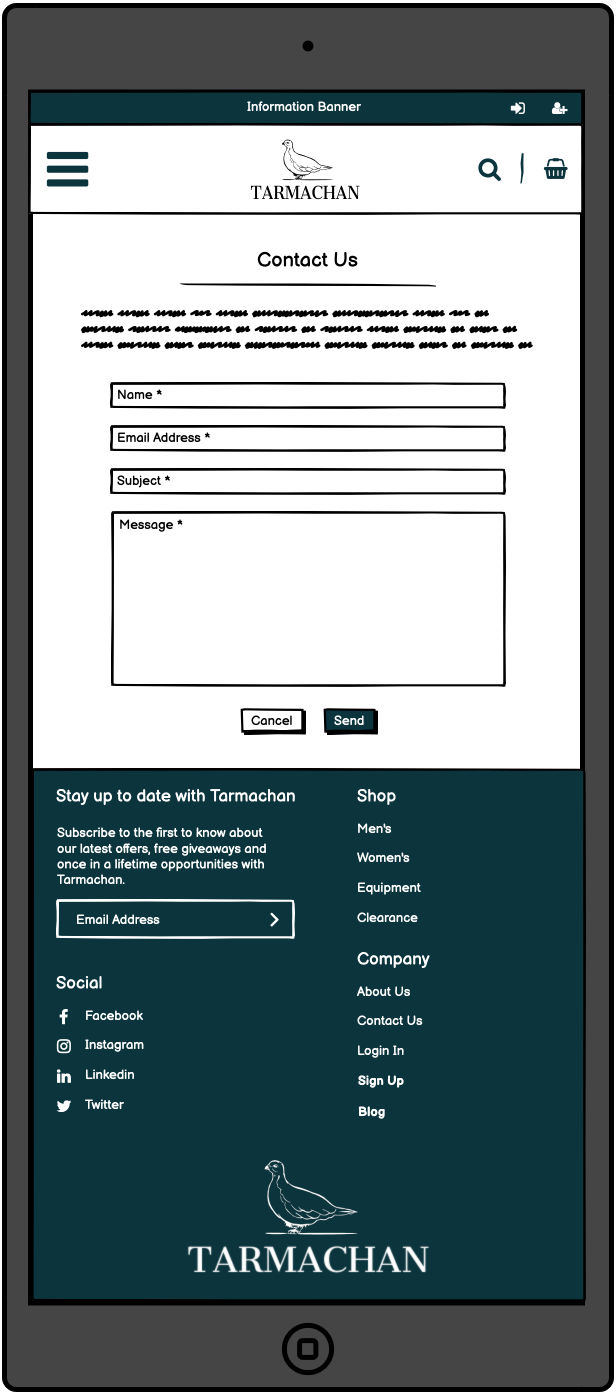 Information Banner
TARMACHAN
Contact Us
Name *
Email Address *
Subject *
Message *
Cancel
Send
Stay up to date with Tarmachan
Subscribe to the first to know about
our latest offers, free giveaways and
once in a lifetime opportunities with
Tarmachan.
Email Address
Social
Facebook
Instagram
Linkedin
Twitter
Shop
Men's
Women's
Equipment
Clearance
Company
About Us
Contact Us
Login In
Sign Up
Blog
TARMACHAN